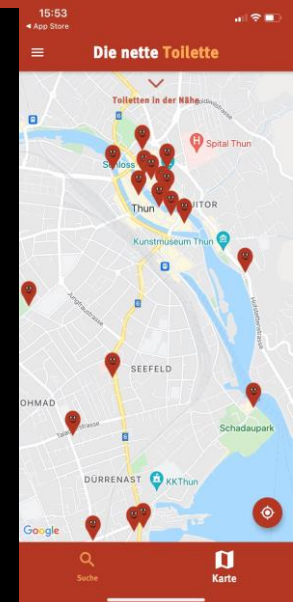 15:53
◀ App Store
Die nette Toilette
Toiletten in der Nähe
Spital Thun
Schloss
Thun
Kunstmuseum Thun
SEEFELD
OHMAD
Schadaupark
DÜRRENAST
KKThun
Google
Suche
Karte